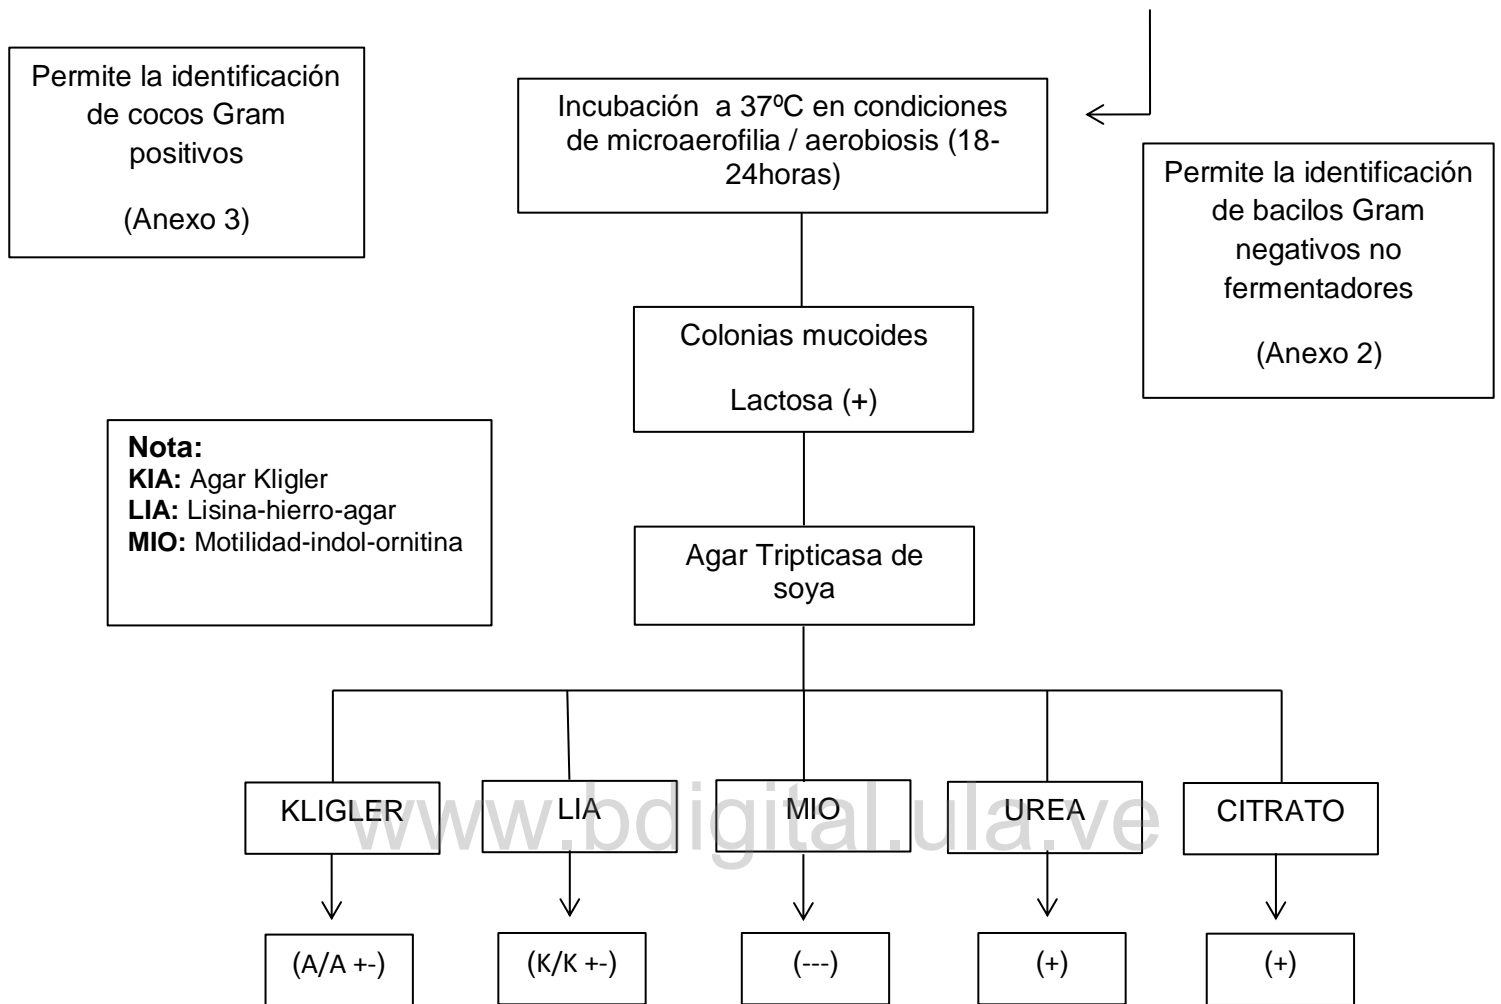 Permite la identificación
de cocos Gram
positivos
(Anexo 3)
Incubación a 37ºC en condiciones
de microaerofilia / aerobiosis (18-
24horas)
Permite la identificación
de bacilos Gram
negativos no
fermentadores
(Anexo 2)
Colonias mucoides
Lactosa (+)
Nota:
KIA: Agar Kligler
LIA: Lisina-hierro-agar
MIO: Motilidad-indol-ornitina
Agar Tripticasa de
soya
KLIGLER
LIA
MIO
UREA
CITRATO
www.bdigital.ula.ve
(A/A +-)
(K/K +-)
(---)
(+)
(+)